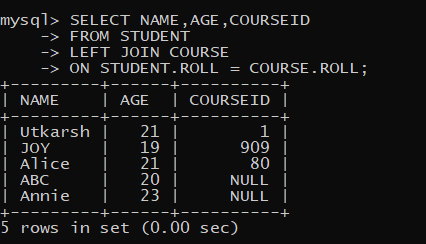 mysql> SELECT NAME,AGE,COURSEID
    -> FROM STUDENT
    -> LEFT JOIN COURSE
    -> ON STUDENT.ROLL = COURSE.ROLL;
+---------+------+----------+
| NAME    | AGE  | COURSEID |
+---------+------+----------+
| Utkarsh |   21 |        1 |
| JOY     |   19 |      909 |
| Alice   |   21 |       80 |
| ABC     |   20 |     NULL |
| Annie   |   23 |     NULL |
+---------+------+----------+
5 rows in set (0.00 sec)